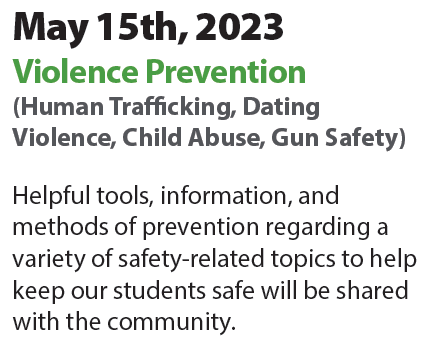 May 15th, 2023
Violence Prevention
(Human Trafficking, Dating
Violence, Child Abuse, Gun Safety)
Helpful tools, information, and
methods of prevention regarding a
variety of safety-related topics to help
keep our students safe will be shared
with the community.